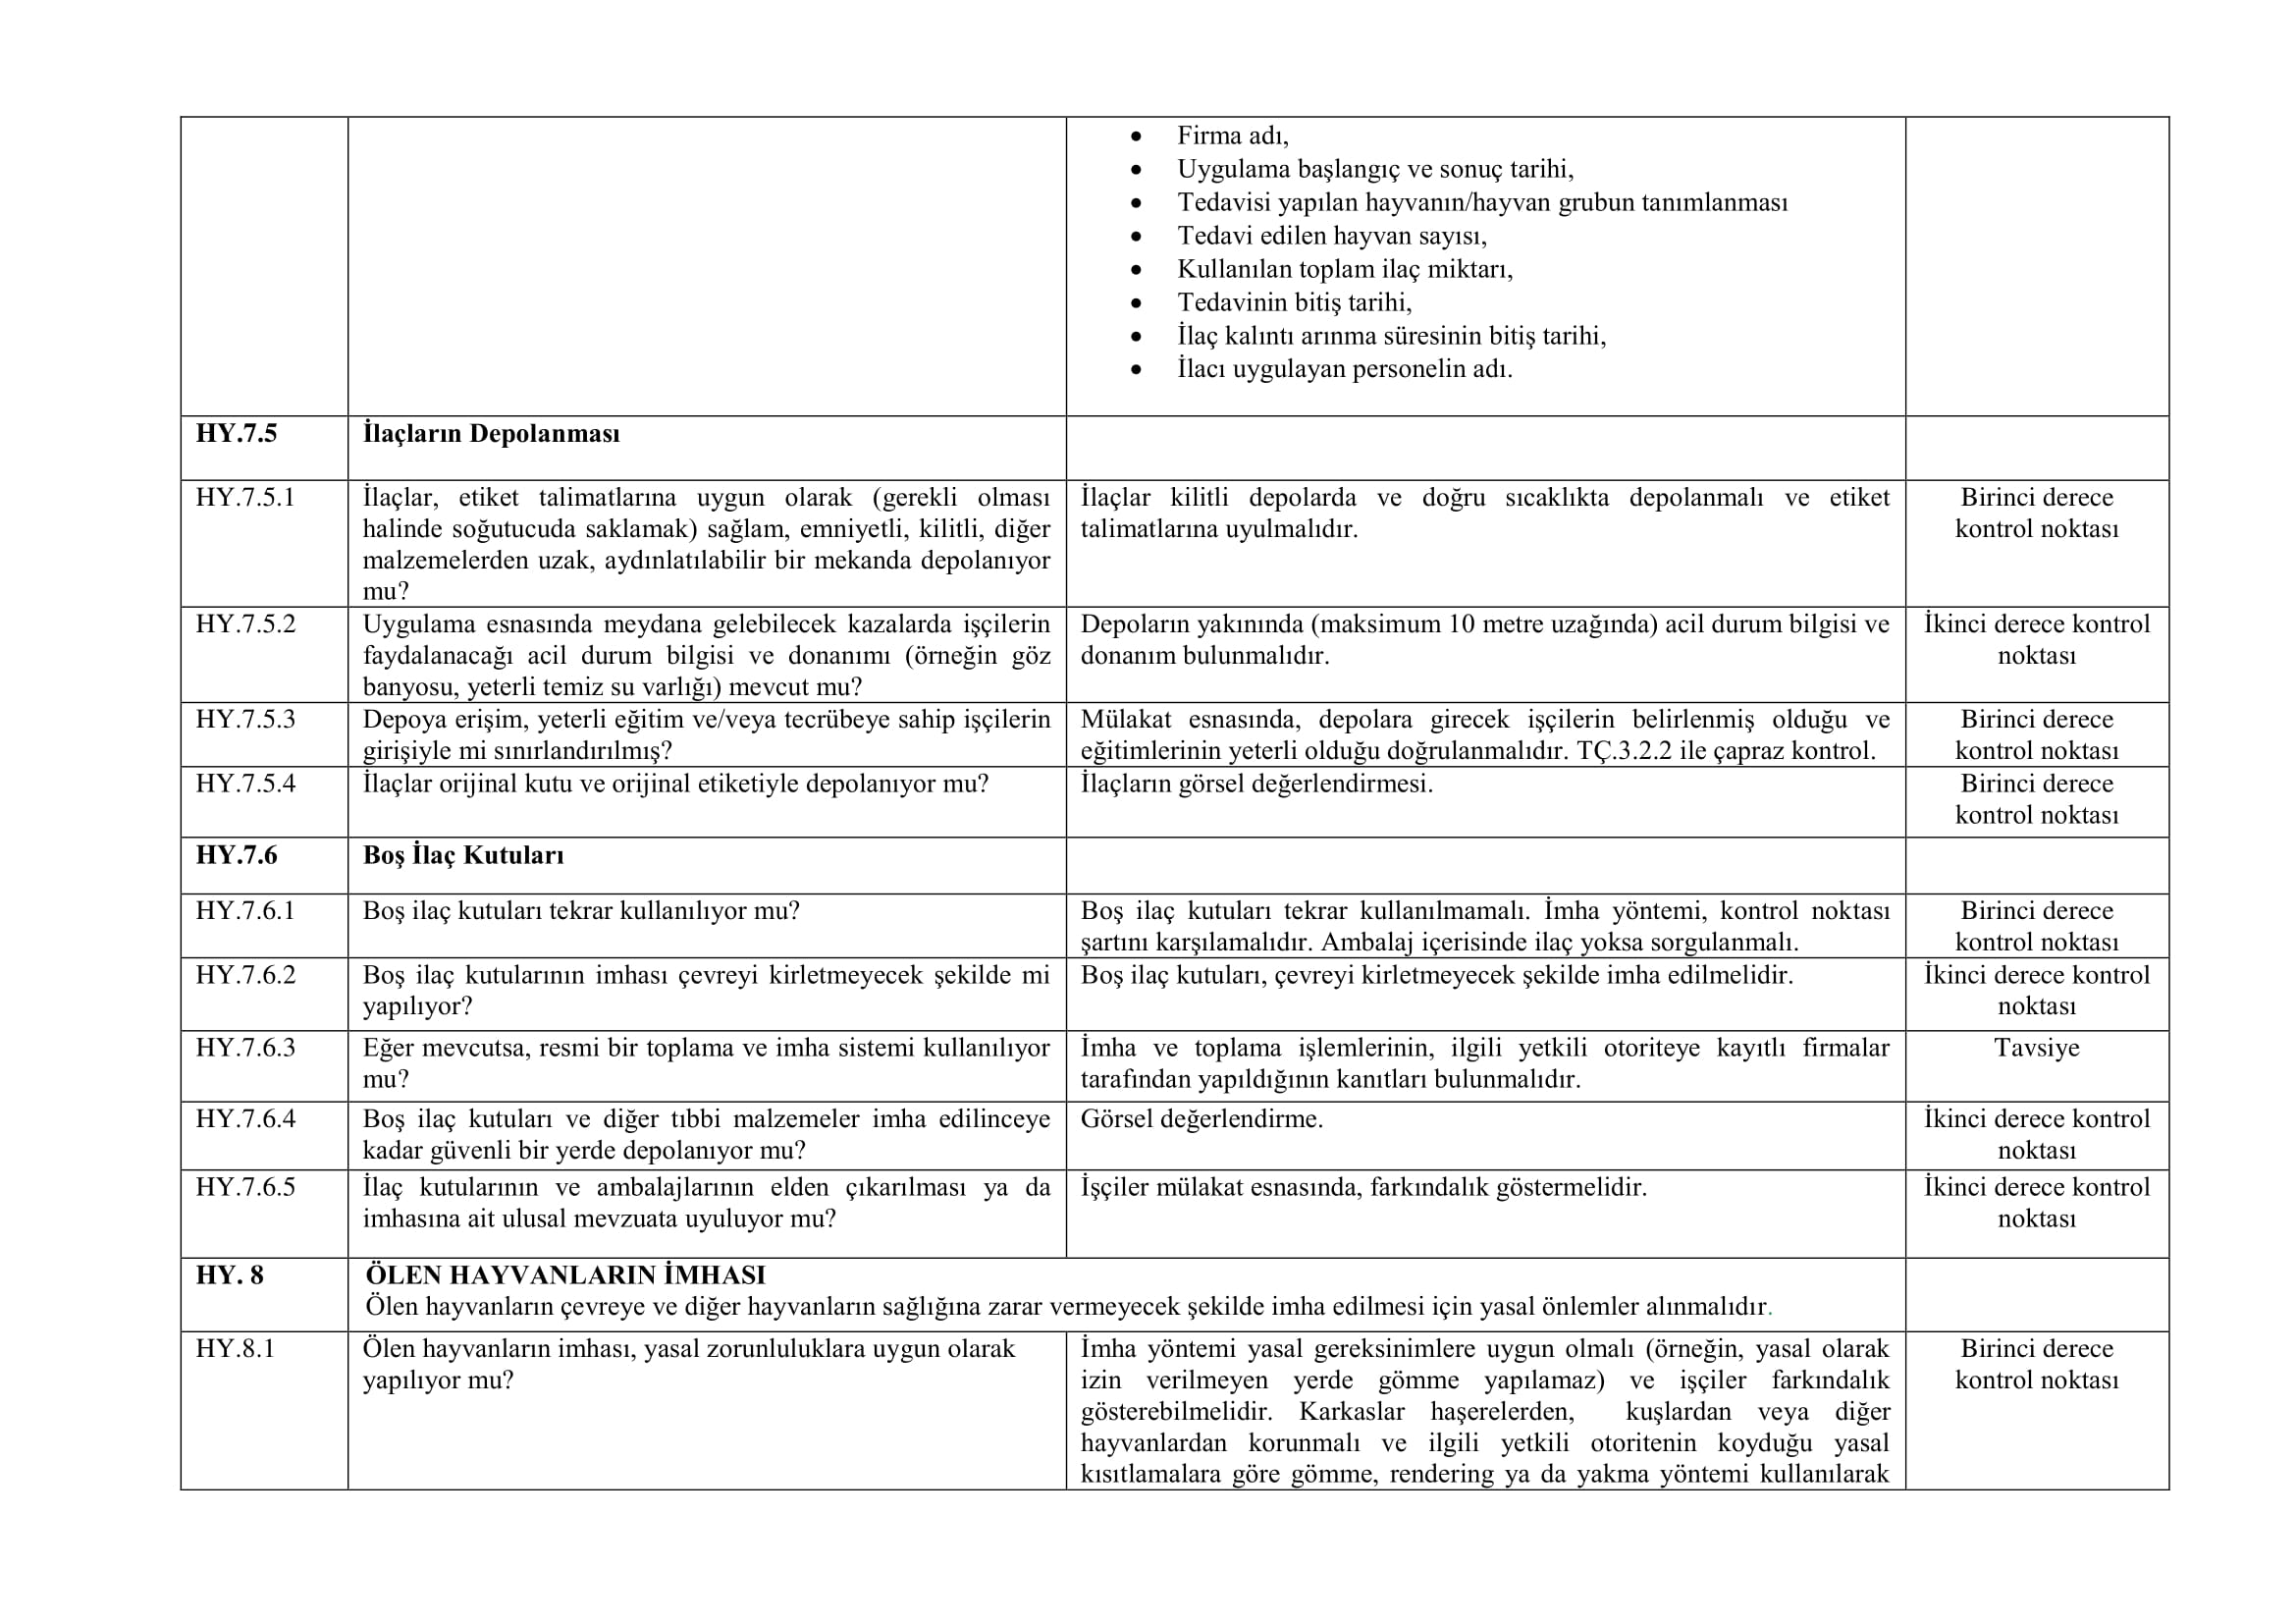 • Firma adı,
• Uygulama başlangıç ve sonuç tarihi,
• Tedavisi yapılan hayvanın/hayvan grubun tanımlanması
• Tedavi edilen hayvan sayısı,
• Kullanılan toplam ilaç miktarı,
• Tedavinin bitiş tarihi,
• İlaç kalıntı arınma süresinin bitiş tarihi,
• İlacı uygulayan personelin adı.
HY.7.5
İlaçların Depolanması
HY.7.5.1
İlaçlar, etiket talimatlarına uygun olarak (gerekli olması
halinde soğutucuda saklamak) sağlam, emniyetli, kilitli, diğer
malzemelerden uzak, aydınlatılabilir bir mekanda depolanıyor
mu?
İlaçlar kilitli depolarda ve doğru sıcaklıkta depolanmalı ve etiket
talimatlarına uyulmalıdır.
Birinci derece
kontrol noktası
HY.7.5.2
Uygulama esnasında meydana gelebilecek kazalarda işçilerin
faydalanacağı acil durum bilgisi ve donanımı (örneğin göz
banyosu, yeterli temiz su varlığı) mevcut mu?
Depoların yakınında (maksimum 10 metre uzağında) acil durum bilgisi ve
donanım bulunmalıdır.
İkinci derece kontrol
noktası
HY.7.5.3
Depoya erişim, yeterli eğitim ve/veya tecrübeye sahip işçilerin
girişiyle mi sınırlandırılmış?
Mülakat esnasında, depolara girecek işçilerin belirlenmiş olduğu ve
eğitimlerinin yeterli olduğu doğrulanmalıdır. TÇ.3.2.2 ile çapraz kontrol.
Birinci derece
kontrol noktası
HY.7.5.4
İlaçlar orijinal kutu ve orijinal etiketiyle depolanıyor mu?
İlaçların görsel değerlendirmesi.
Birinci derece
kontrol noktası
HY.7.6
Boş İlaç Kutuları
HY.7.6.1
Boş ilaç kutuları tekrar kullanılıyor mu?
Boş ilaç kutuları tekrar kullanılmamalı. İmha yöntemi, kontrol noktası
şartını karşılamalıdır. Ambalaj içerisinde ilaç yoksa sorgulanmalı.
Birinci derece
kontrol noktası
HY.7.6.2
Boş ilaç kutularının imhası çevreyi kirletmeyecek şekilde mi
yapılıyor?
Boş ilaç kutuları, çevreyi kirletmeyecek şekilde imha edilmelidir.
İkinci derece kontrol
noktası
HY.7.6.3
Eğer mevcutsa, resmi bir toplama ve imha sistemi kullanılıyor
mu?
İmha ve toplama işlemlerinin, ilgili yetkili otoriteye kayıtlı firmalar
tarafından yapıldığının kanıtları bulunmalıdır.
Tavsiye
HY.7.6.4
Boş ilaç kutuları ve diğer tıbbi malzemeler imha edilinceye
kadar güvenli bir yerde depolanıyor mu?
Görsel değerlendirme.
İkinci derece kontrol
noktası
HY.7.6.5
İlaç kutularının ve ambalajlarının elden çıkarılması ya da
imhasına ait ulusal mevzuata uyuluyor mu?
İşçiler mülakat esnasında, farkındalık göstermelidir.
İkinci derece kontrol
noktası
HY. 8
ÖLEN HAYVANLARIN İMHASI
Ölen hayvanların çevreye ve diğer hayvanların sağlığına zarar vermeyecek şekilde imha edilmesi için yasal önlemler alınmalıdır.
HY.8.1
Ölen hayvanların imhası, yasal zorunluluklara uygun olarak
yapılıyor mu?
İmha yöntemi yasal gereksinimlere uygun olmalı (örneğin, yasal olarak
izin verilmeyen yerde gömme yapılamaz) ve işçiler farkındalık
gösterebilmelidir. Karkaslar haşerelerden, kuşlardan veya diğer
hayvanlardan korunmalı ve ilgili yetkili otoritenin koyduğu yasal
kısıtlamalara göre gömme, rendering ya da yakma yöntemi kullanılarak
Birinci derece
kontrol noktası